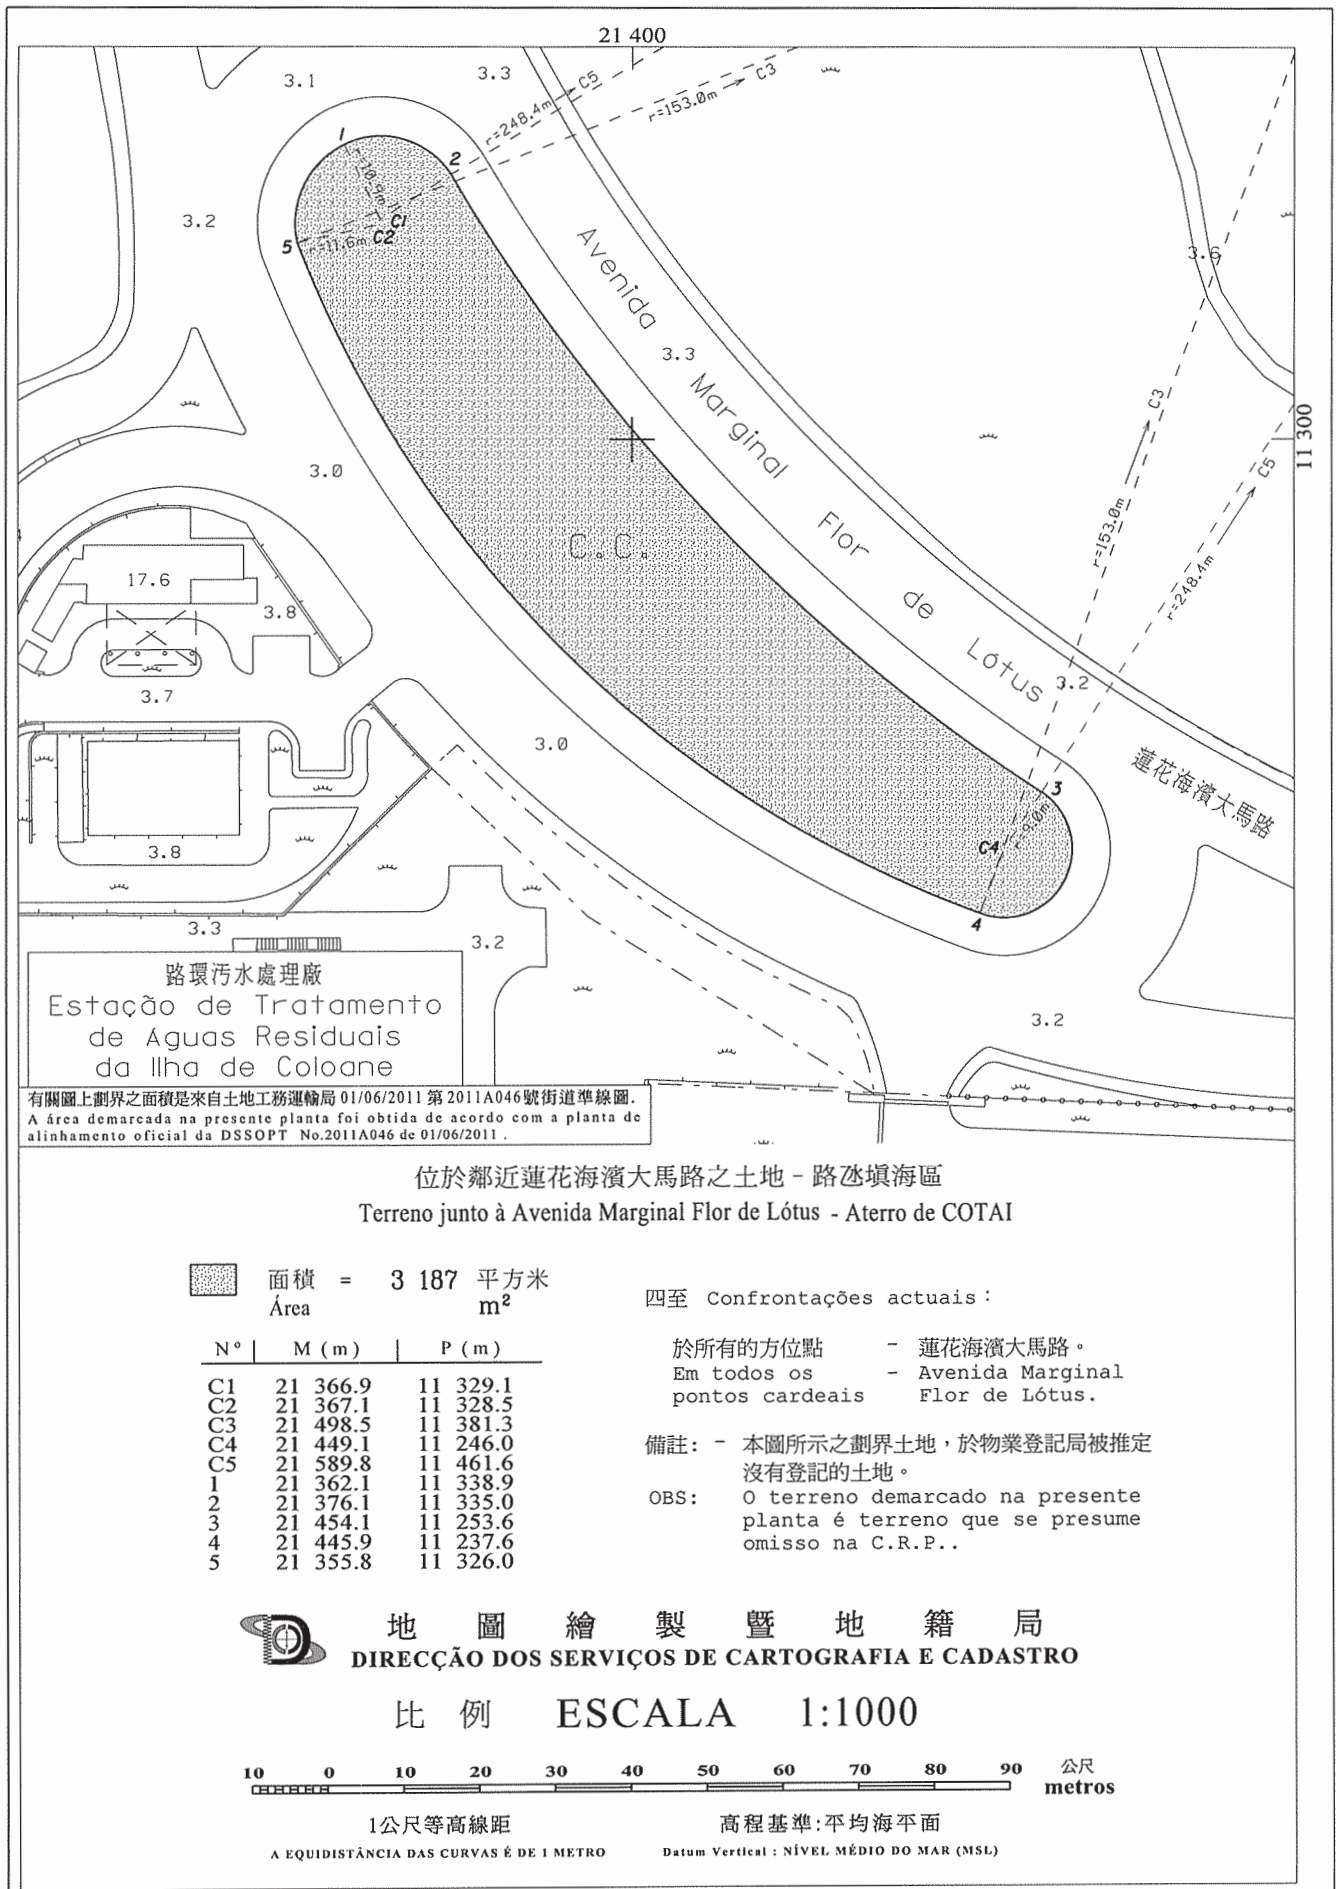 21 400
3.1
3.3
r=248.4m
C5
r=153.0m
C3
1
2
r=10.9m
3.2
C1
C2
5
r=11.6m
3.6
Avenida Marginal Flor de Lótus
3.3
C3
11 300
3.0
C5
r=153.0m
C.C.
r=248.4m
17.6
3.8
3.7
3.2
3.0
蓮花海濱大馬路
3
r=9.0m
C4
3.8
4
3.3
3.2
3.2
路環污水處理廠
Estação de Tratamento
de Águas Residuais
da Ilha de Coloane
有關圖上劃界之面積是來自土地工務運輸局 01/06/2011 第 2011A046號街道準線圖.
A área demarcada na presente planta foi obtida de acordo com a planta de
alinhamento oficial da DSSOPT No.2011A046 de 01/06/2011 .
位於鄰近蓮花海濱大馬路之土地 - 路氹填海區
Terreno junto à Avenida Marginal Flor de Lótus - Aterro de COTAI
面積 = 3 187 平方米
Área m²
Nº M (m) P (m)
C1 21 366.9 11 329.1
C2 21 367.1 11 328.5
C3 21 498.5 11 381.3
C4 21 449.1 11 246.0
C5 21 589.8 11 461.6
1 21 362.1 11 338.9
2 21 376.1 11 335.0
3 21 454.1 11 253.6
4 21 445.9 11 237.6
5 21 355.8 11 326.0
四至 Confrontações actuais :
於所有的方位點 - 蓮花海濱大馬路。
Em todos os - Avenida Marginal
pontos cardeais Flor de Lótus.
備註: - 本圖所示之劃界土地，於物業登記局被推定
沒有登記的土地。
OBS: O terreno demarcado na presente
planta é terreno que se presume
omisso na C.R.P..
地圖繪製暨地籍局
DIRECÇÃO DOS SERVIÇOS DE CARTOGRAFIA E CADASTRO
比例 ESCALA 1:1000
10 0 10 20 30 40 50 60 70 80 90 公尺
metros
1公尺等高線距 高程基準:平均海平面
A EQUIDISTÂNCIA DAS CURVAS É DE 1 METRO Datum Vertical : NÍVEL MÉDIO DO MAR (MSL)